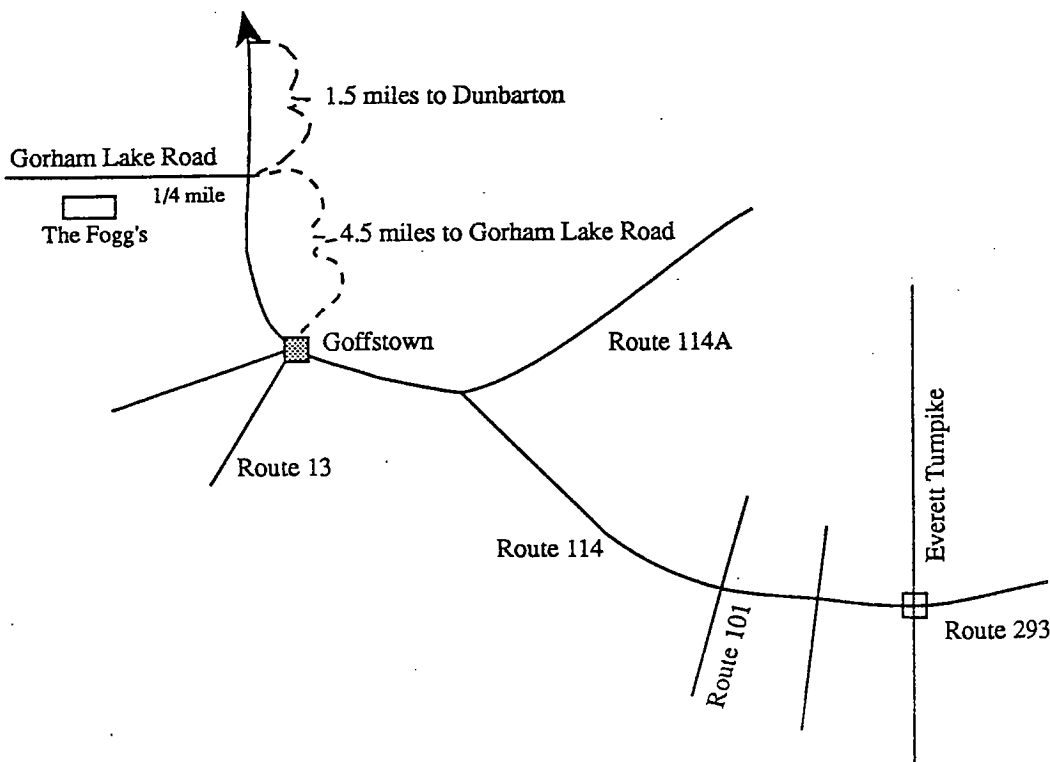 1.5 miles to Dunbarton
Gorham Lake Road
1/4 mile
The Fogg's
4.5 miles to Gorham Lake Road
Goffstown
Route 114A
Route 13
Everett Turnpike
Route 114
Route 101
Route 293